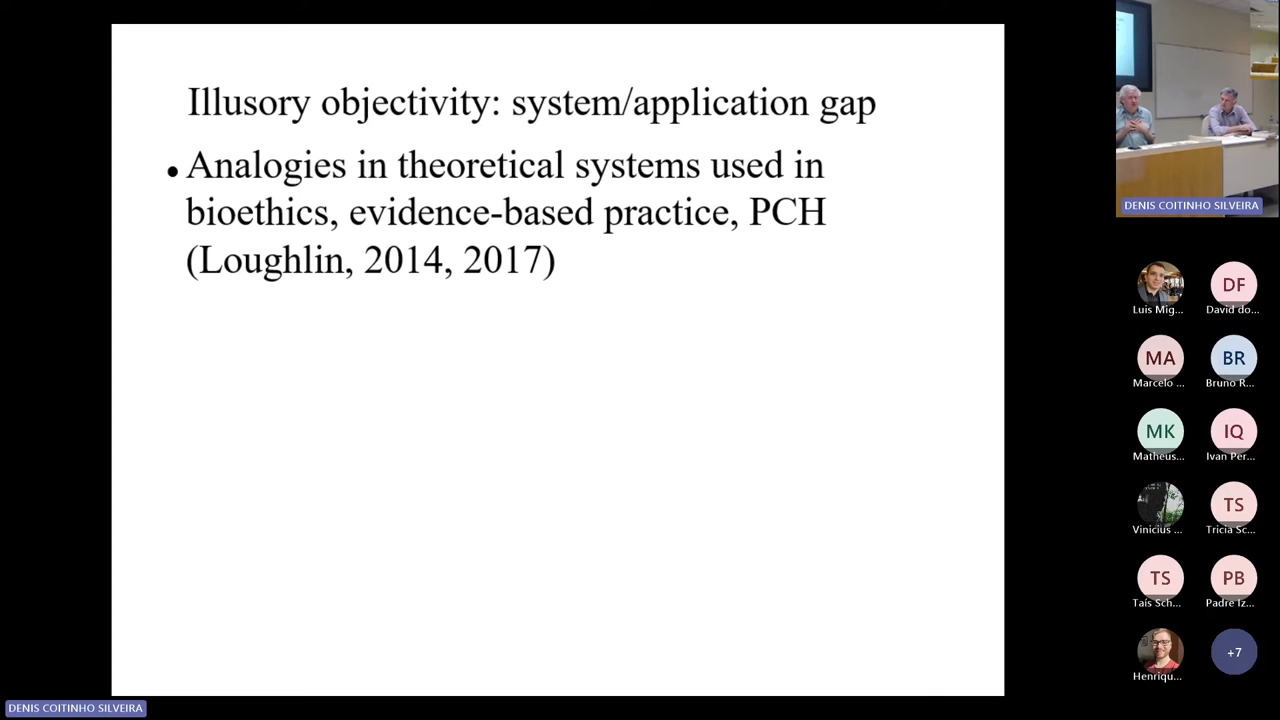 Illusory objectivity: system/application gap
• Analogies in theoretical systems used in
bioethics, evidence-based practice, PCH
(Loughlin, 2014, 2017)
DENIS COITINHO SILVEIRA
Luis Mig...
DF
David do...
MA
Marcelo ...
BR
Bruno R...
MK
Matheus...
IQ
Ivan Per...
Vinicius ...
TS
Tricia Sc...
TS
Taís Sch...
PB
Padre Iz...
Henriqu...
+7
DENIS COITINHO SILVEIRA